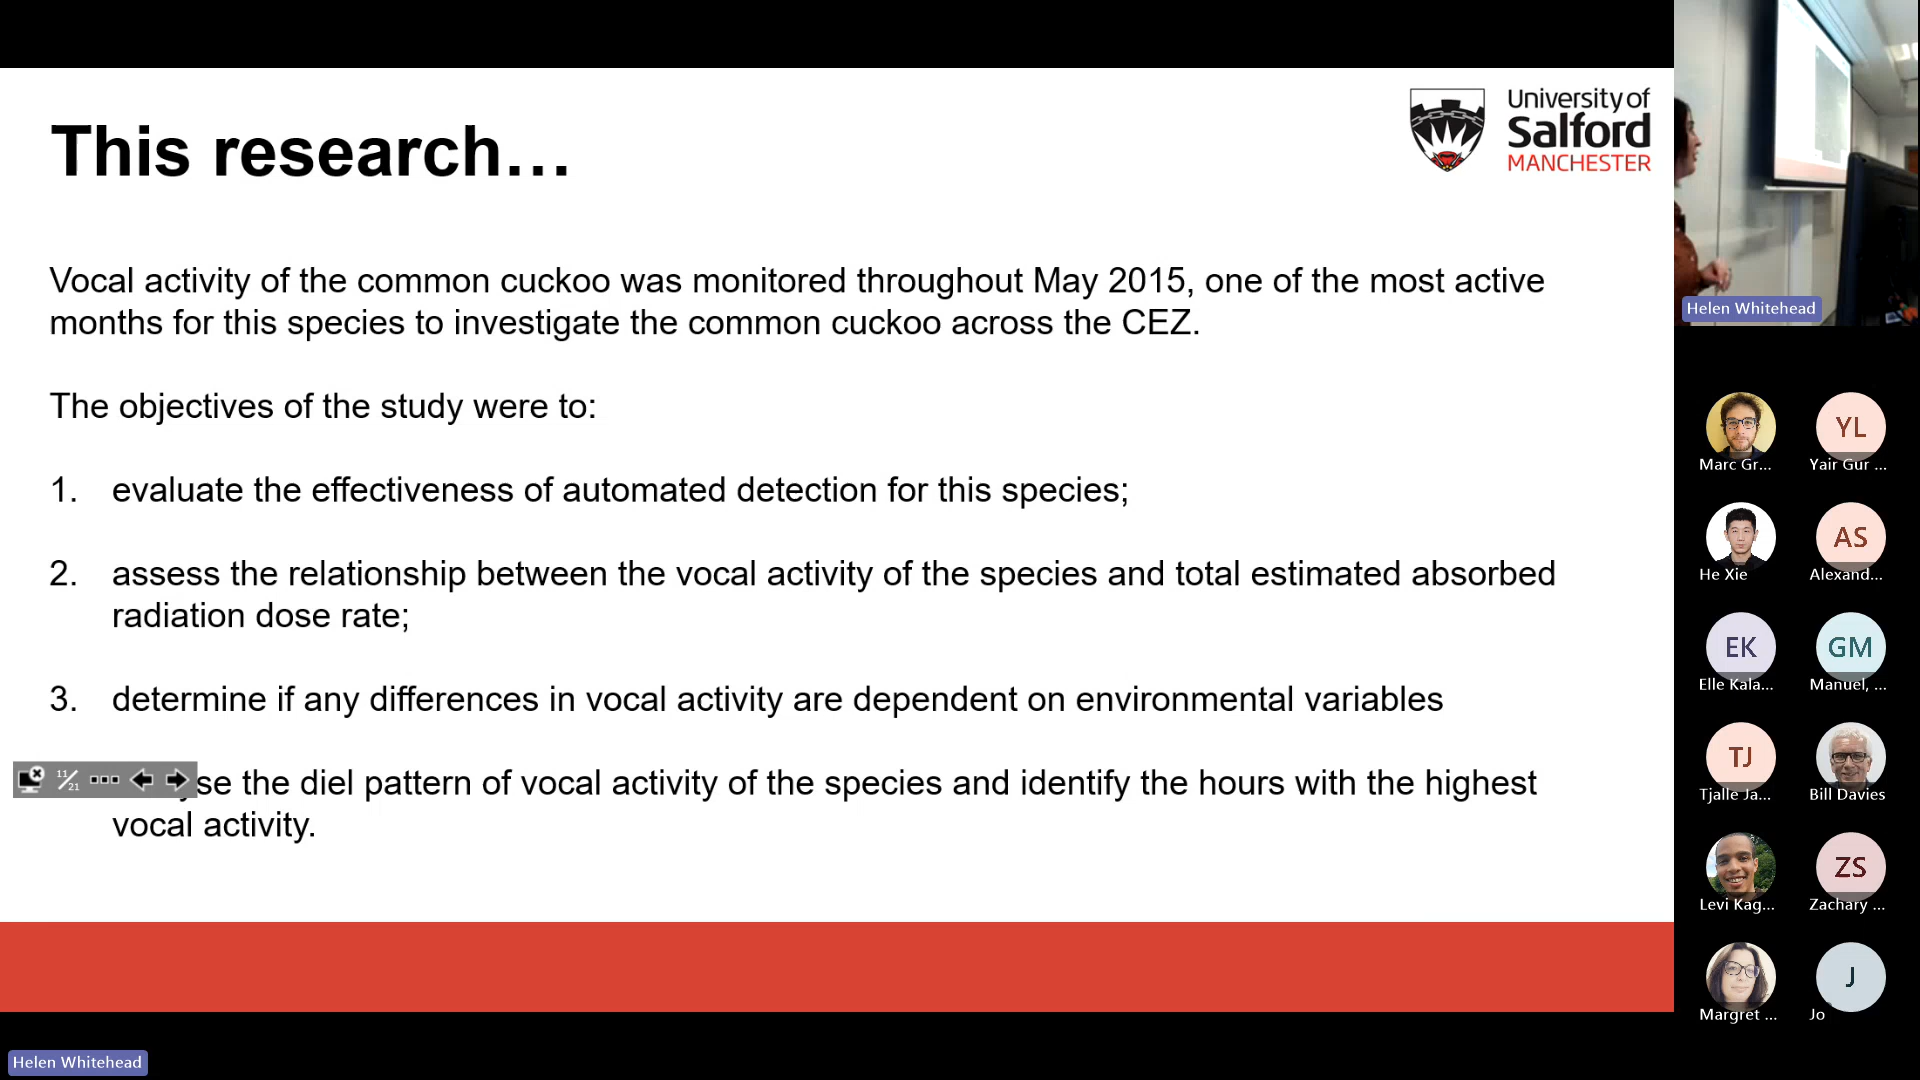 This research…
University of
Salford
MANCHESTER
Vocal activity of the common cuckoo was monitored throughout May 2015, one of the most active
months for this species to investigate the common cuckoo across the CEZ.
The objectives of the study were to:
1. evaluate the effectiveness of automated detection for this species;
2. assess the relationship between the vocal activity of the species and total estimated absorbed
radiation dose rate;
3. determine if any differences in vocal activity are dependent on environmental variables
11/21
se the diel pattern of vocal activity of the species and identify the hours with the highest
vocal activity.
Helen Whitehead
Helen Whitehead
Marc Gr...
YL
Yair Gur ...
He Xie
AS
Alexand...
EK
Elle Kala...
GM
Manuel, ...
TJ
Tjalle Ja...
Bill Davies
Levi Kag...
ZS
Zachary ...
Margret ...
J
Jo